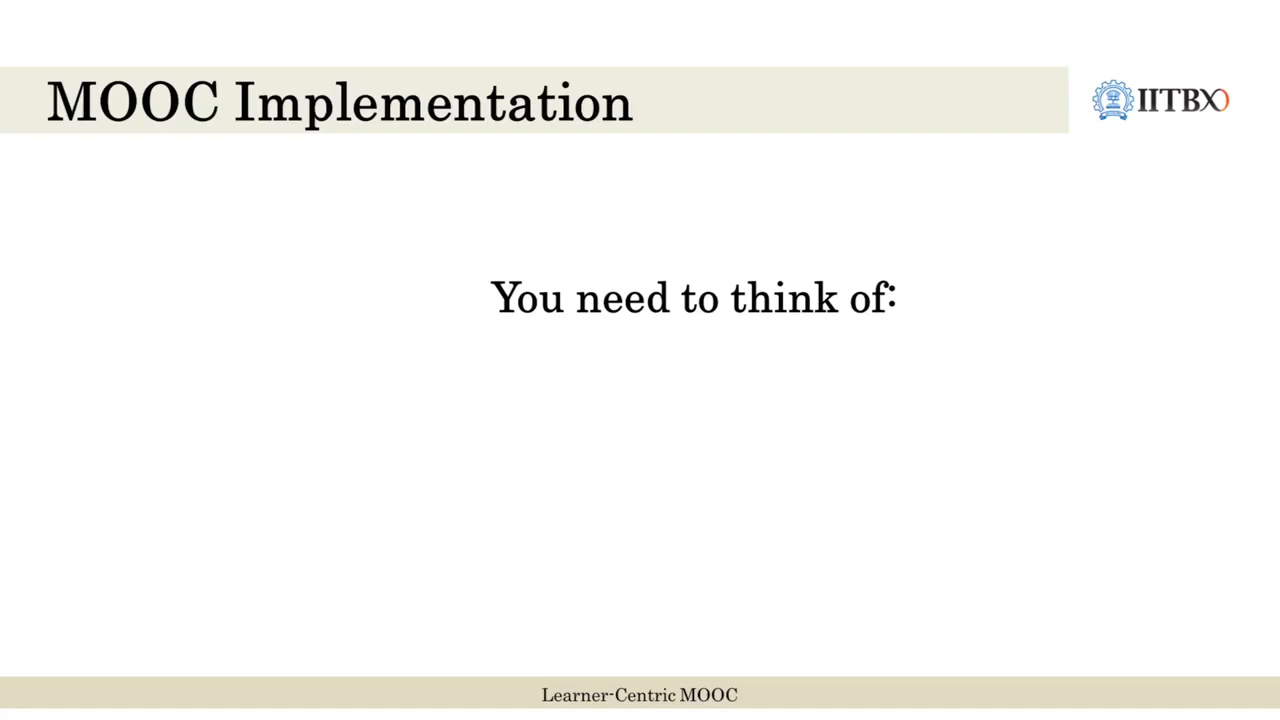 MOOC Implementation
IITBX
You need to think of:
Learner-Centric MOOC